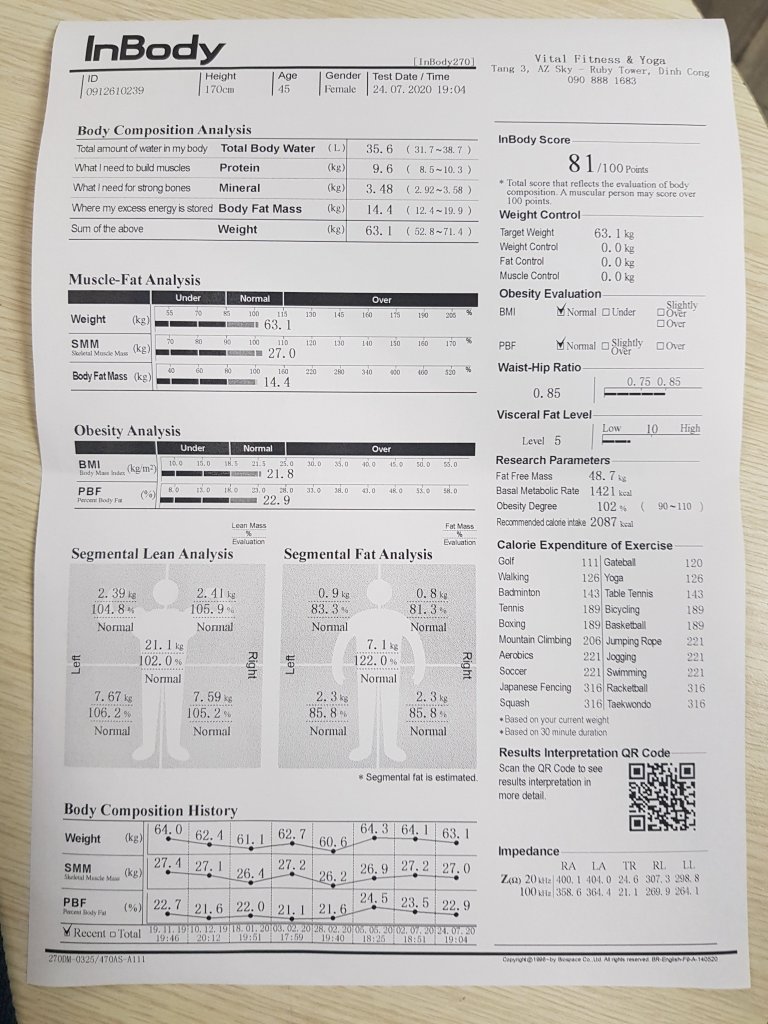 InBody
[InBody270]
ID Height Age Gender Test Date / Time
0912610239 170cm 45 Female 24. 07. 2020 19:04
Vital Fitness & Yoga
Tang 3, AZ Sky - Ruby Tower, Dinh Cong
090 888 1683
Body Composition Analysis
Total amount of water in my body Total Body Water (L) 35. 6 ( 31. 7~38. 7 )
What I need to build muscles Protein (kg) 9. 6 ( 8. 5~10. 3 )
What I need for strong bones Mineral (kg) 3. 48 ( 2. 92~3. 58 )
Where my excess energy is stored Body Fat Mass (kg) 14. 4 ( 12. 4~19. 9 )
Sum of the above Weight (kg) 63. 1 ( 52. 8~71. 4 )
Muscle-Fat Analysis
Under Normal Over
Weight (kg) 55 70 85 100 115 130 145 160 175 190 205 %
63. 1
SMM (kg) 70 80 90 100 110 120 130 140 150 160 170 %
Skeletal Muscle Mass 27. 0
Body Fat Mass (kg) 40 60 80 100 160 220 280 340 400 460 520 %
14. 4
Obesity Analysis
Under Normal Over
BMI (kg/m²) 10. 0 15. 0 18. 5 21. 5 25. 0 30. 0 35. 0 40. 0 45. 0 50. 0 55. 0
Body Mass Index 21. 8
PBF (%) 8. 0 13. 0 18. 0 23. 0 28. 0 33. 0 38. 0 43. 0 48. 0 53. 0 58. 0
Percent Body Fat 22. 9
Lean Mass
%
Evaluation
Segmental Lean Analysis
2. 39 kg 2. 41 kg
104. 8 % 105. 9 %
Normal Normal
21. 1 kg
102. 0 %
Normal
Left Right
7. 67 kg 7. 59 kg
106. 2 % 105. 2 %
Normal Normal
Fat Mass
%
Evaluation
Segmental Fat Analysis
0. 9 kg 0. 8 kg
83. 3 % 81. 3 %
Normal Normal
7. 1 kg
122. 0 %
Normal
Left Right
2. 3 kg 2. 3 kg
85. 8 % 85. 8 %
Normal Normal
* Segmental fat is estimated.
Body Composition History
Weight (kg) 64. 0 62. 4 61. 1 62. 7 60. 6 64. 3 64. 1 63. 1
SMM (kg) 27. 4 27. 1 26. 4 27. 2 26. 2 26. 9 27. 2 27. 0
Skeletal Muscle Mass
PBF (%) 22. 7 21. 6 22. 0 21. 1 21. 6 24. 5 23. 5 22. 9
Percent Body Fat
Recent Total 19. 11. 19 10. 12. 19 18. 01. 20 03. 02. 20 28. 02. 20 05. 05. 20 02. 07. 20 24. 07. 20
19:46 20:12 19:51 17:59 19:40 18:25 18:51 19:04
270DM-0325/470AS-A111
InBody Score
81/100 Points
* Total score that reflects the evaluation of body
composition. A muscular person may score over
100 points.
Weight Control
Target Weight 63. 1 kg
Weight Control 0. 0 kg
Fat Control 0. 0 kg
Muscle Control 0. 0 kg
Obesity Evaluation
BMI Normal Under Slightly Over
Over
PBF Normal Slightly Over Over
Waist-Hip Ratio
0. 85 0. 75 0. 85
Visceral Fat Level
Level 5 Low 10 High
Research Parameters
Fat Free Mass 48. 7 kg
Basal Metabolic Rate 1421 kcal
Obesity Degree 102 % ( 90~110 )
Recommended calorie intake 2087 kcal
Calorie Expenditure of Exercise
Golf 111 Gateball 120
Walking 126 Yoga 126
Badminton 143 Table Tennis 143
Tennis 189 Bicycling 189
Boxing 189 Basketball 189
Mountain Climbing 206 Jumping Rope 221
Aerobics 221 Jogging 221
Soccer 221 Swimming 221
Japanese Fencing 316 Racketball 316
Squash 316 Taekwondo 316
*Based on your current weight
*Based on 30 minute duration
Results Interpretation QR Code
Scan the QR Code to see
results interpretation in
more detail.
Impedance
RA LA TR RL LL
Z(Ω) 20 kHz 400. 1 404. 0 24. 6 307. 3 298. 8
100 kHz 358. 6 364. 4 21. 1 269. 9 264. 1
Copyright©1996~by Biospace Co., Ltd. All rights reserved. BR-English-F9-A-140520